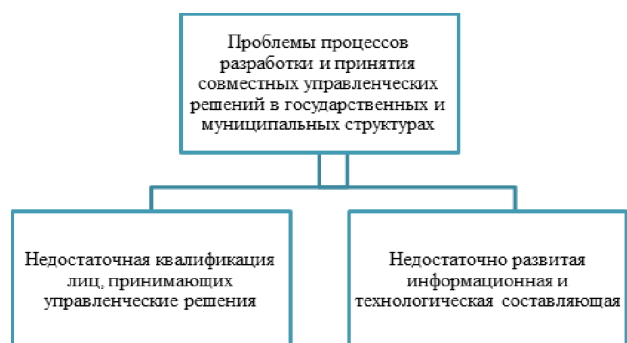 Проблемы процессов
разработки и принятия
совместных управленческих
решений в государственных и
муниципальных структурах
Недостаточная квалификация
лиц, принимающих
управленческие решения
Недостаточно развитая
информационная и
технологическая составляющая